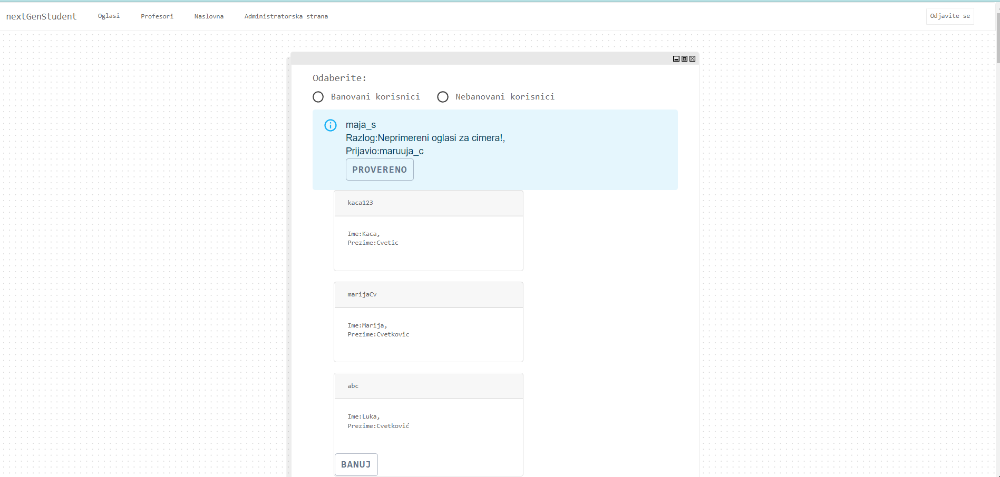 nextGenStudent Oglasi Profesori Naslovna Administratorska strana Odjavite se
Odaberite:
Banovani korisnici Nebanovani korisnici
maja_s
Razlog:Neprimereni oglasi za cimera!,
Prijavio:maruuja_c
PROVERENO
kaca123
Ime:Kaca,
Prezime:Cvetic
marijaCv
Ime:Marija,
Prezime:Cvetkovic
abc
Ime:Luka,
Prezime:Cvetković
BANUJ